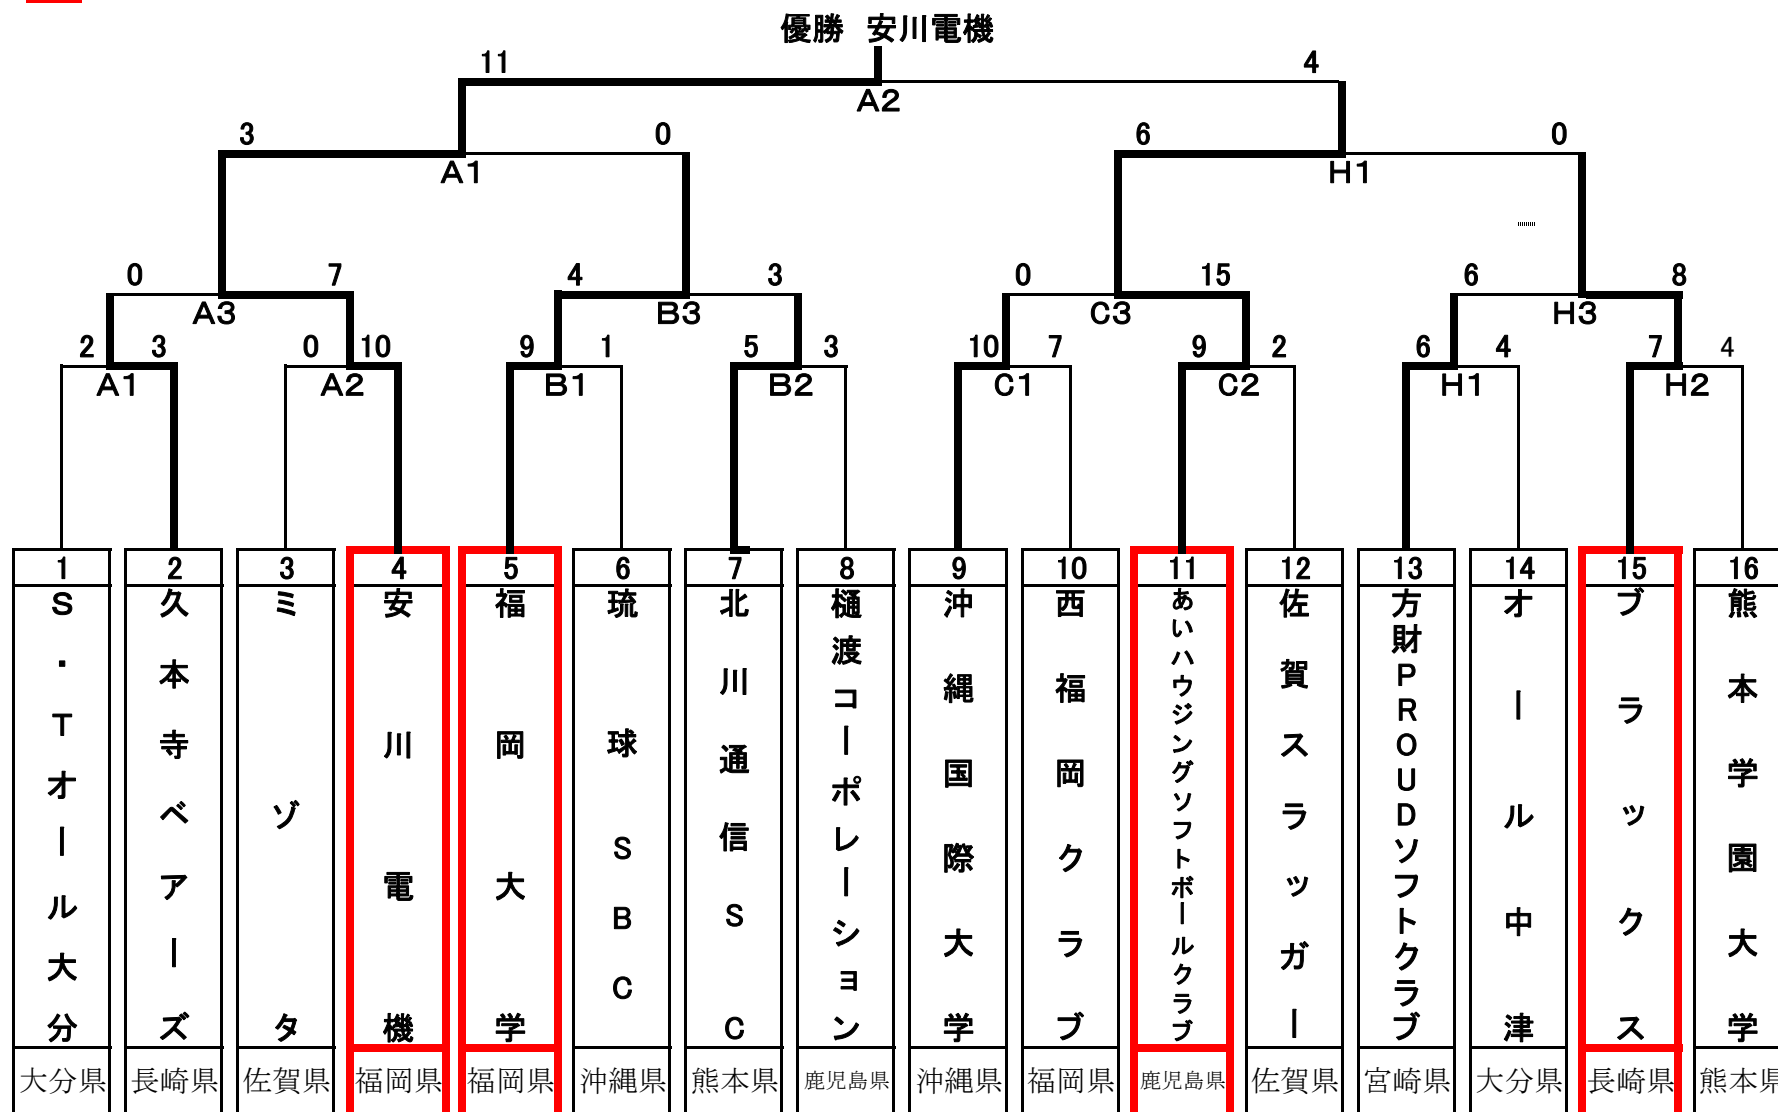 優勝 安川電機
11 4
A2
3 0 6 0
A1 H1
0 7 4 3 0 15 6 8
A3 B3 C3 H3
2 3 0 10 9 1 5 3 10 7 9 2 6 4 7 4
A1 A2 B1 B2 C1 C2 H1 H2
1 2 3 4 5 6 7 8 9 10 11 12 13 14 15 16
S・Tオール大分
久本寺ベアーズ
ミゾタ
安川電機
福岡大学
琉球SBC
北川通信SC
樋渡コーポレーション
沖縄国際大学
西福岡クラブ
あいハウジングソフトボールクラブ
佐賀スラッガー
方財PROUDソフトクラブ
オール中津
ブラックス
熊本学園大学
大分県 長崎県 佐賀県 福岡県 福岡県 沖縄県 熊本県 鹿児島県 沖縄県 福岡県 鹿児島県 佐賀県 宮崎県 大分県 長崎県 熊本県